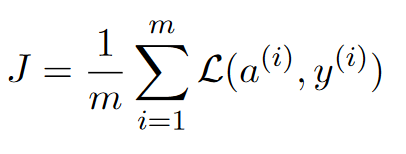 J = \frac{1}{m} \sum_{i=1}^{m} \mathcal{L}(a^{(i)}, y^{(i)})